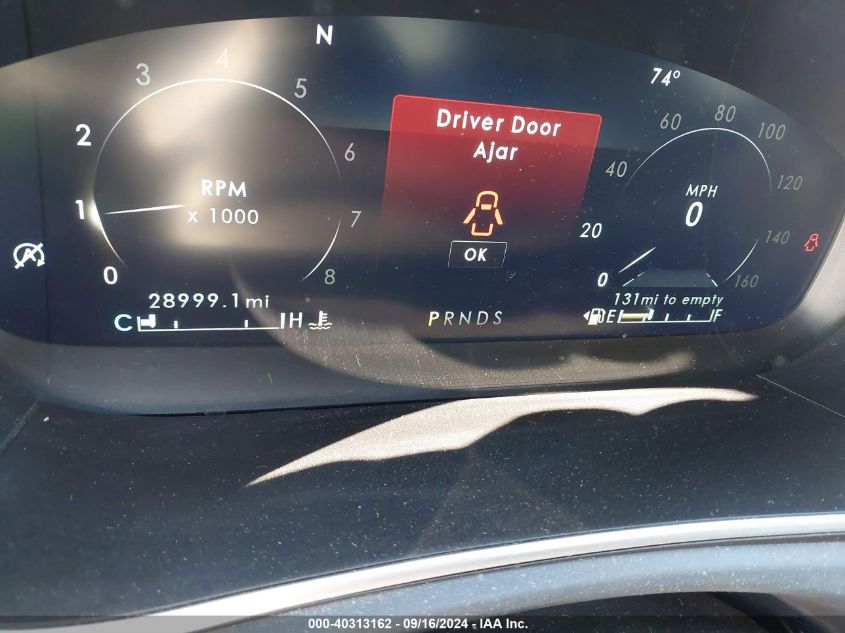 N
74°
0 1 2 3 4 5 6 7 8
RPM
x 1000
Driver Door
Ajar
OK
0 20 40 60 80 100 120 140 160
MPH
0
A
28999.1mi
131mi to empty
C H
PRNDS
E F
000-40313162 - 09/16/2024 - IAA Inc.